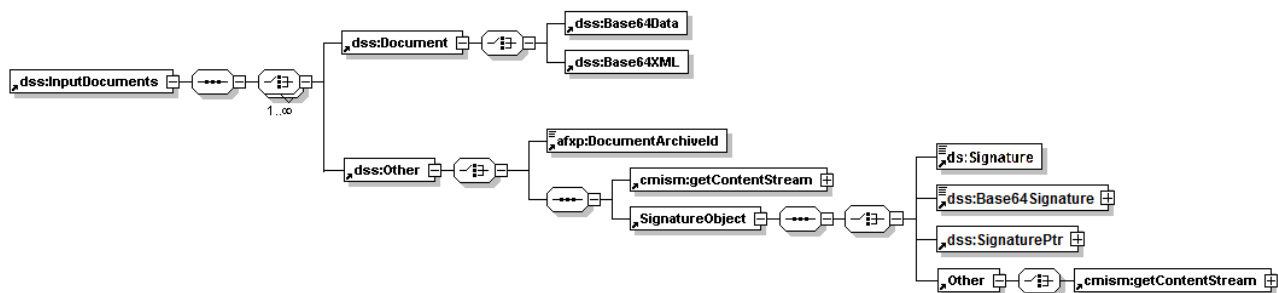 dss:InputDocuments
1..∞
dss:Document
dss:Base64Data
dss:Base64XML
dss:Other
afxp:DocumentArchiveId
cmism:getContentStream
SignatureObject
ds:Signature
dss:Base64Signature
dss:SignaturePtr
Other
cmism:getContentStream